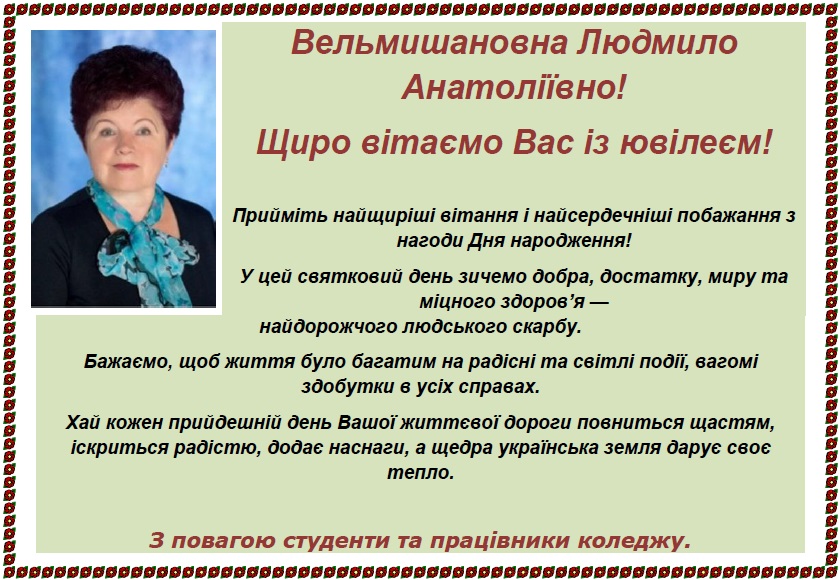 Вельмишановна Людмило
Анатоліївно!
Щиро вітаємо Вас із ювілеєм!
Прийміть найщиріші вітання і найсердечніші побажання з
нагоди Дня народження!
У цей святковий день зичемо добра, достатку, миру та
міцного здоров’я —
найдорожчого людського скарбу.
Бажаємо, щоб життя було багатим на радісні та світлі події, вагомі
здобутки в усіх справах.
Хай кожен прийдешній день Вашої життєвої дороги повниться щастям,
іскриться радістю, додає наснаги, а щедра українська земля дарує своє
тепло.
З повагою студенти та працівники коледжу.